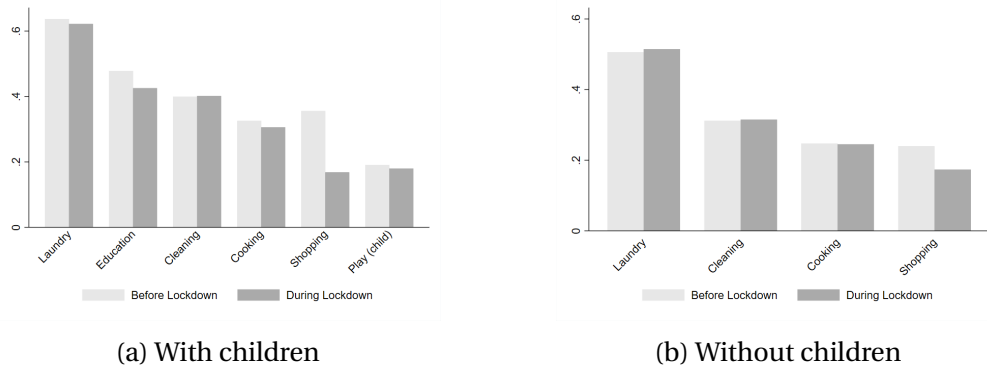 .6
.4
.2
0
Laundry
Education
Cleaning
Cooking
Shopping
Play (child)
Before Lockdown During Lockdown
(a) With children
.6
.4
.2
0
Laundry
Cleaning
Cooking
Shopping
Before Lockdown During Lockdown
(b) Without children